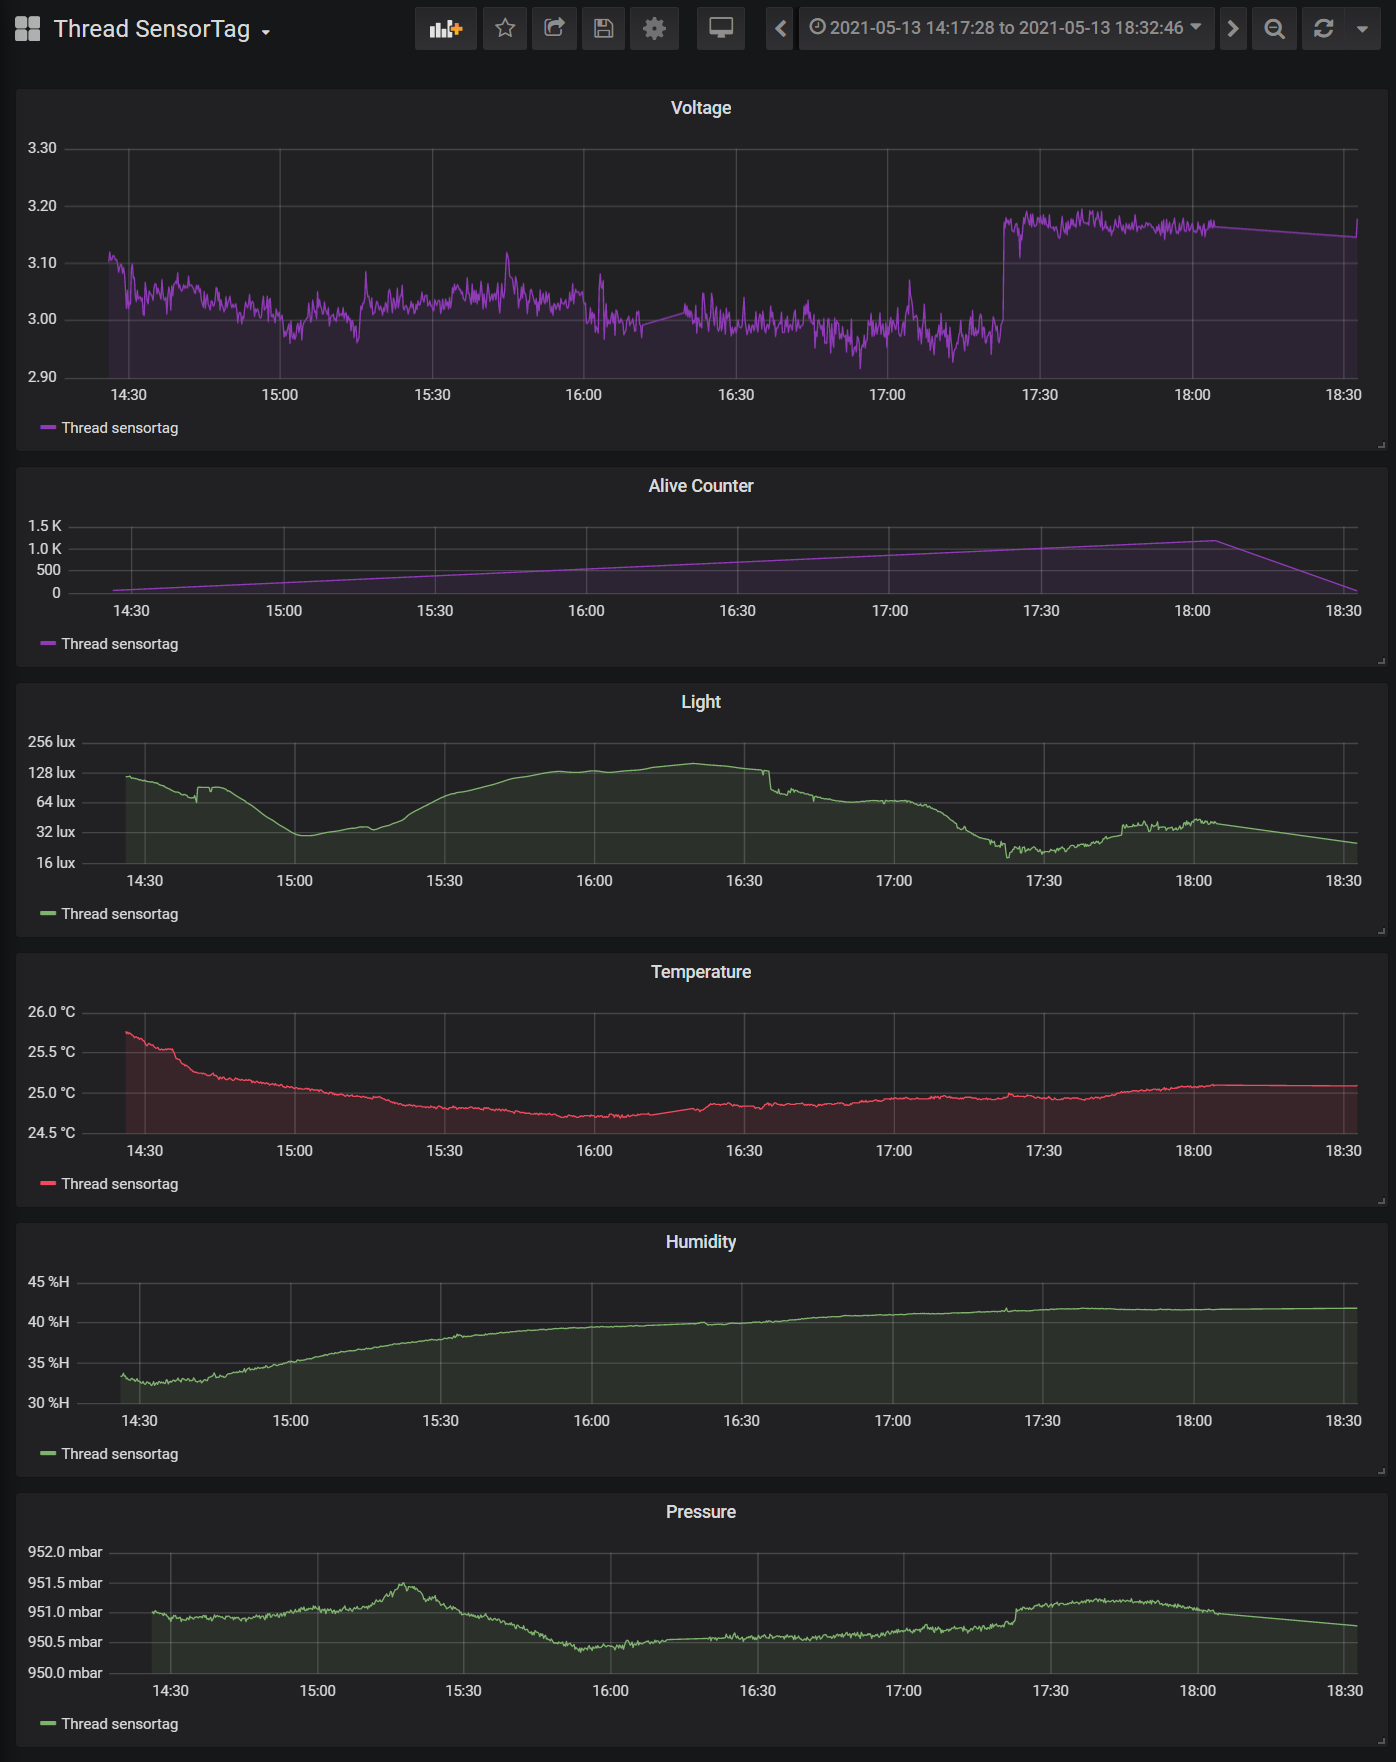 Thread SensorTag
2021-05-13 14:17:28 to 2021-05-13 18:32:46
Voltage
3.30
3.20
3.10
3.00
2.90
14:30 15:00 15:30 16:00 16:30 17:00 17:30 18:00 18:30
Thread sensortag
Alive Counter
1.5 K
1.0 K
500
0
14:30 15:00 15:30 16:00 16:30 17:00 17:30 18:00 18:30
Thread sensortag
Light
256 lux
128 lux
64 lux
32 lux
16 lux
14:30 15:00 15:30 16:00 16:30 17:00 17:30 18:00 18:30
Thread sensortag
Temperature
26.0 °C
25.5 °C
25.0 °C
24.5 °C
14:30 15:00 15:30 16:00 16:30 17:00 17:30 18:00 18:30
Thread sensortag
Humidity
45 %H
40 %H
35 %H
30 %H
14:30 15:00 15:30 16:00 16:30 17:00 17:30 18:00 18:30
Thread sensortag
Pressure
952.0 mbar
951.5 mbar
951.0 mbar
950.5 mbar
950.0 mbar
14:30 15:00 15:30 16:00 16:30 17:00 17:30 18:00 18:30
Thread sensortag